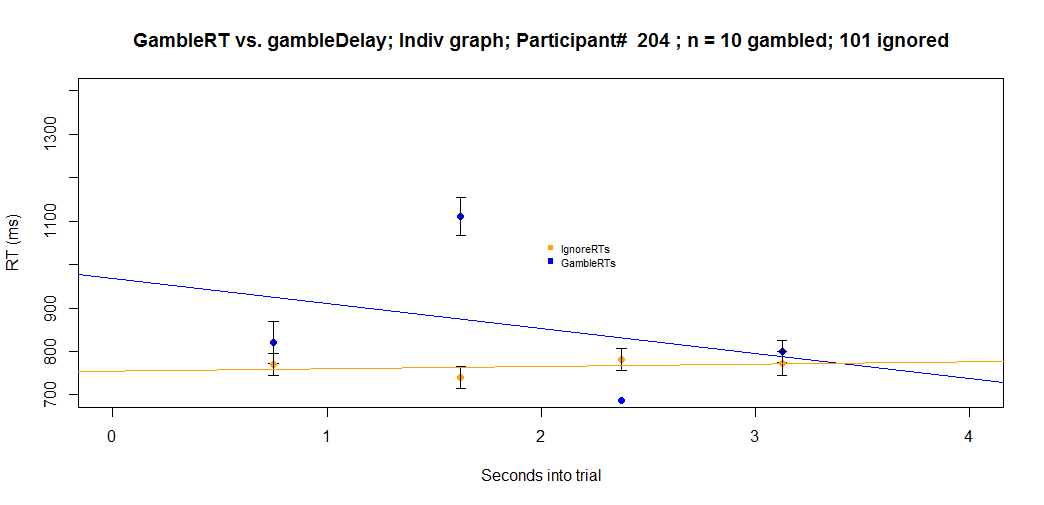 GambleRT vs. gambleDelay; Indiv graph; Participant#  204 ; n = 10 gambled; 101 ignored
RT (ms)
1300
1100
900
800
700
IgnoreRTs
GambleRTs
0 1 2 3 4
Seconds into trial